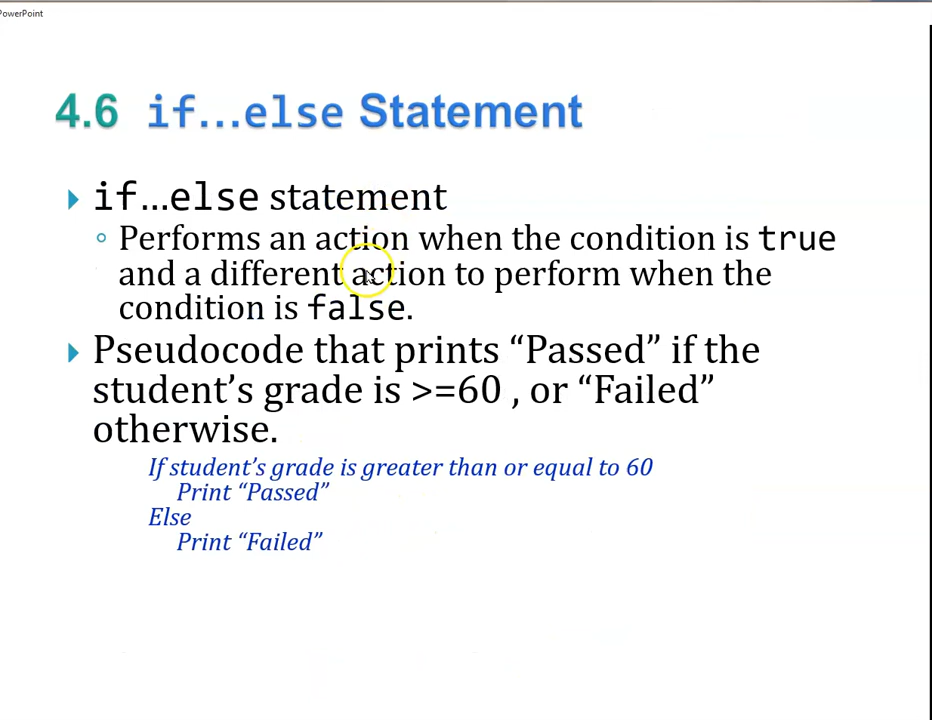 PowerPoint
4.6 if...else Statement
if...else statement
Performs an action when the condition is true
and a different action to perform when the
condition is false.
Pseudocode that prints “Passed” if the
student’s grade is >=60 , or “Failed”
otherwise.
If student’s grade is greater than or equal to 60
Print “Passed”
Else
Print “Failed”